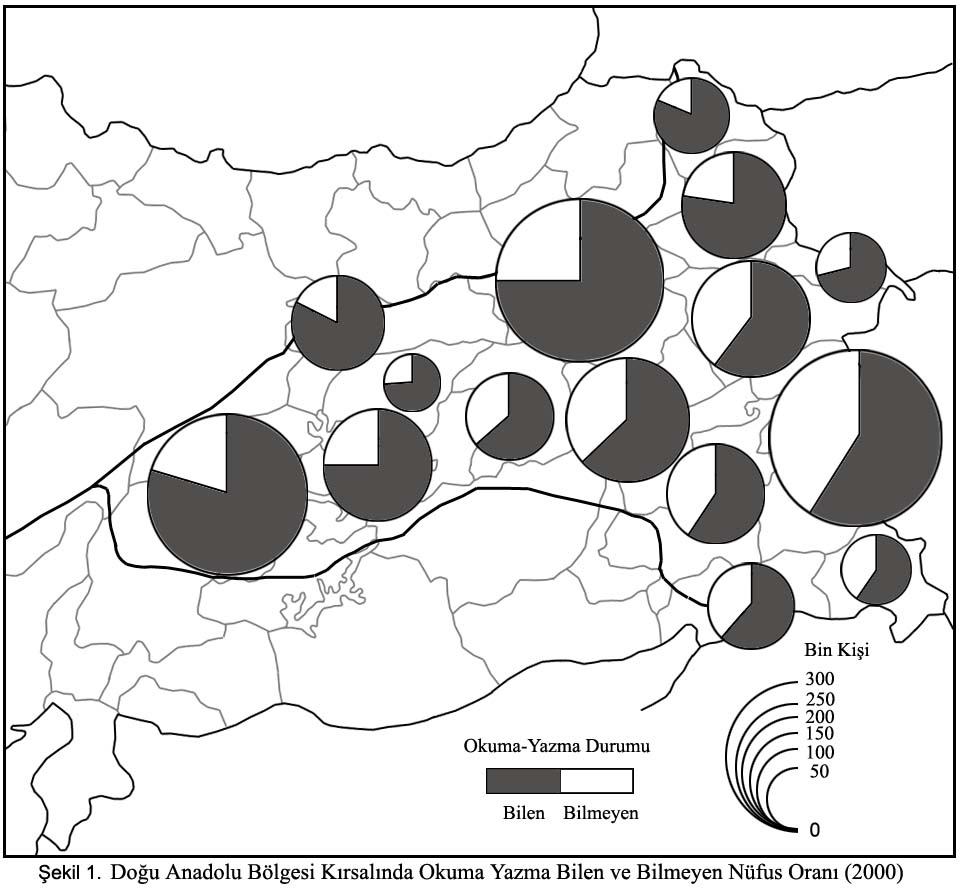 Bin Kişi
300
250
200
150
100
50
0
Okuma-Yazma Durumu
Bilen Bilmeyen
Şekil 1. Doğu Anadolu Bölgesi Kırsalında Okuma Yazma Bilen ve Bilmeyen Nüfus Oranı (2000)